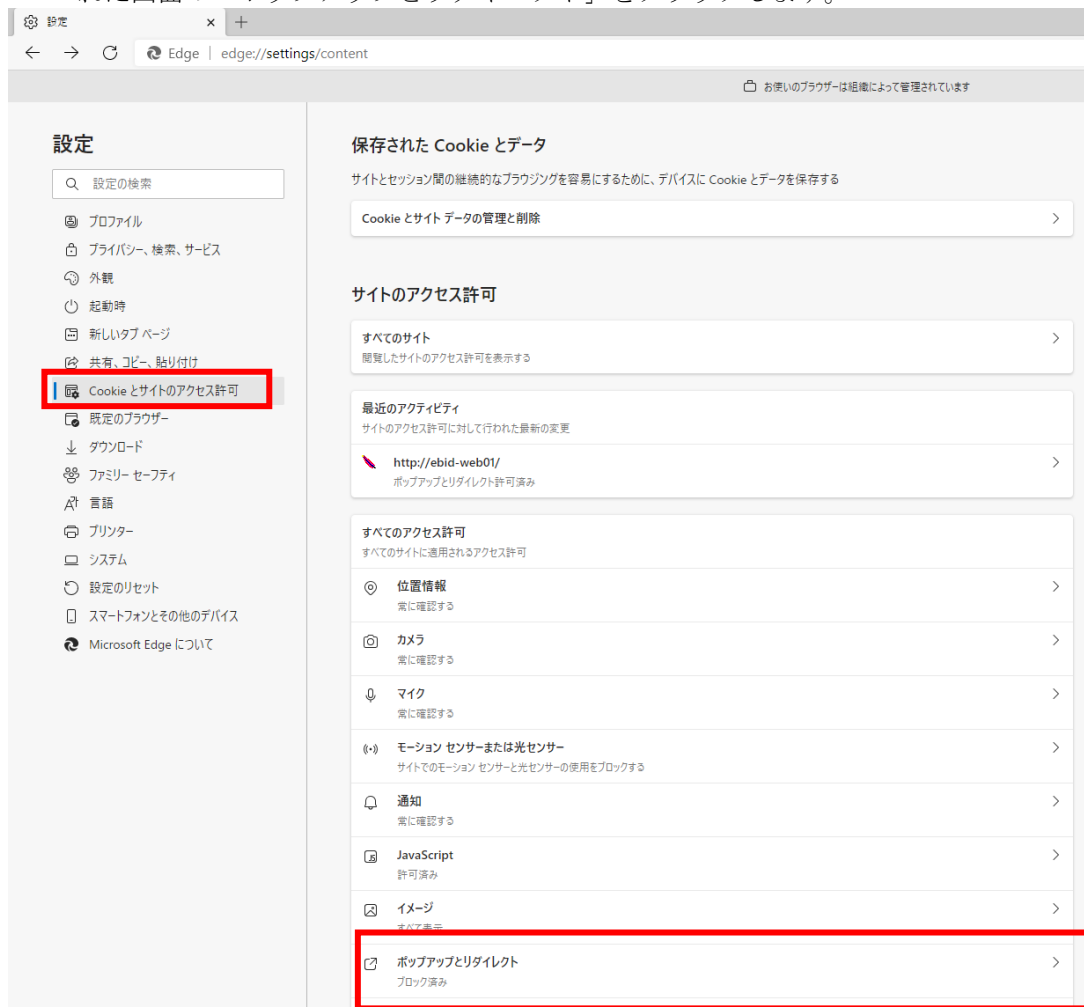 設定
Edge | edge://settings/content
お使いのブラウザーは組織によって管理されています
設定
設定の検索
プロファイル
プライバシー、検索、サービス
外観
起動時
新しいタブ ページ
共有、コピー、貼り付け
Cookie とサイトのアクセス許可
既定のブラウザー
ダウンロード
ファミリー セーフティ
言語
プリンター
システム
設定のリセット
スマートフォンとその他のデバイス
Microsoft Edge について
保存された Cookie とデータ
サイトとセッション間の継続的なブラウジングを容易にするために、デバイスに Cookie とデータを保存する
Cookie とサイト データの管理と削除
サイトのアクセス許可
すべてのサイト
閲覧したサイトのアクセス許可を表示する
最近のアクティビティ
サイトのアクセス許可に対して行われた最新の変更
http://ebid-web01/
ポップアップとリダイレクト許可済み
すべてのアクセス許可
すべてのサイトに適用されるアクセス許可
位置情報
常に確認する
カメラ
常に確認する
マイク
常に確認する
モーション センサーまたは光センサー
サイトでのモーション センサーと光センサーの使用をブロックする
通知
常に確認する
JavaScript
許可済み
イメージ
すべて表示
ポップアップとリダイレクト
ブロック済み